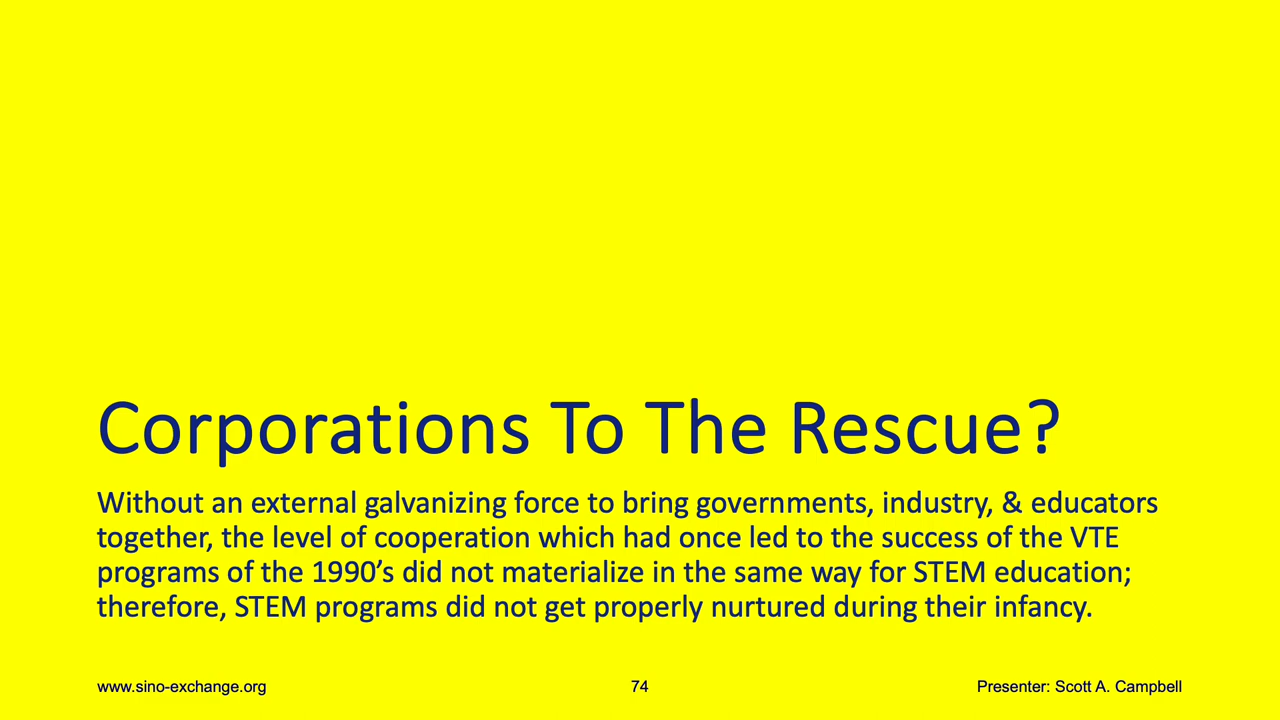 Corporations To The Rescue?
Without an external galvanizing force to bring governments, industry, & educators
together, the level of cooperation which had once led to the success of the VTE
programs of the 1990’s did not materialize in the same way for STEM education;
therefore, STEM programs did not get properly nurtured during their infancy.
www.sino-exchange.org
74
Presenter: Scott A. Campbell